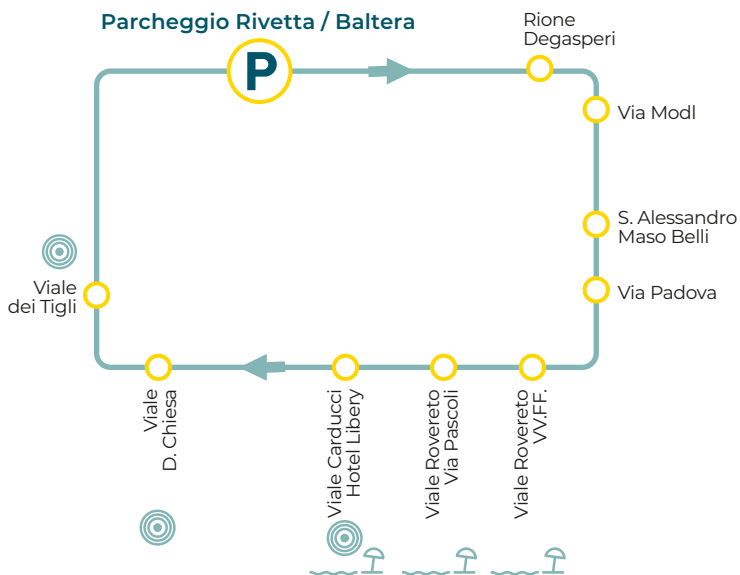 Parcheggio Rivetta / Baltera
P
Rione
Degasperi
Via Modl
S. Alessandro
Maso Belli
Via Padova
Viale
dei Tigli
Viale
D. Chiesa
Viale Carducci
Hotel Libery
Viale Rovereto
Via Pascoli
Viale Rovereto
VV.FF.